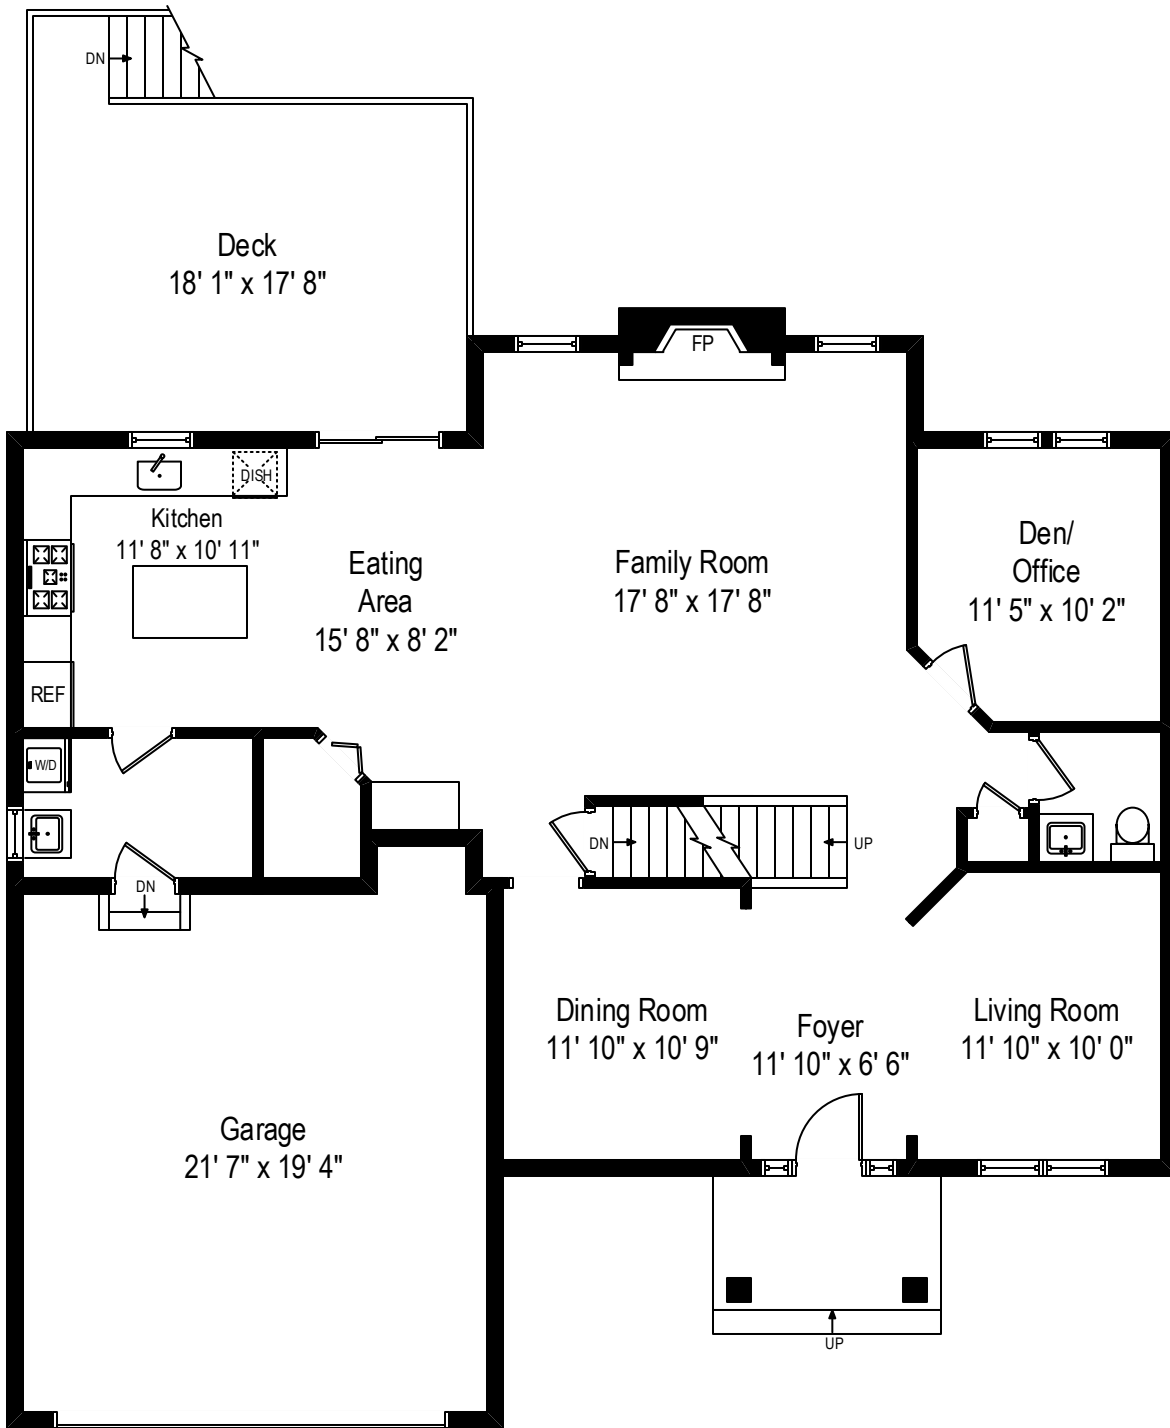 DN
Deck
18' 1" x 17' 8"
FP
DISH
Kitchen
11' 8" x 10' 11"
Eating
Area
15' 8" x 8' 2"
Family Room
17' 8" x 17' 8"
Den/
Office
11' 5" x 10' 2"
REF
W/D
DN
UP
DN
Dining Room
11' 10" x 10' 9"
Foyer
11' 10" x 6' 6"
Living Room
11' 10" x 10' 0"
Garage
21' 7" x 19' 4"
UP